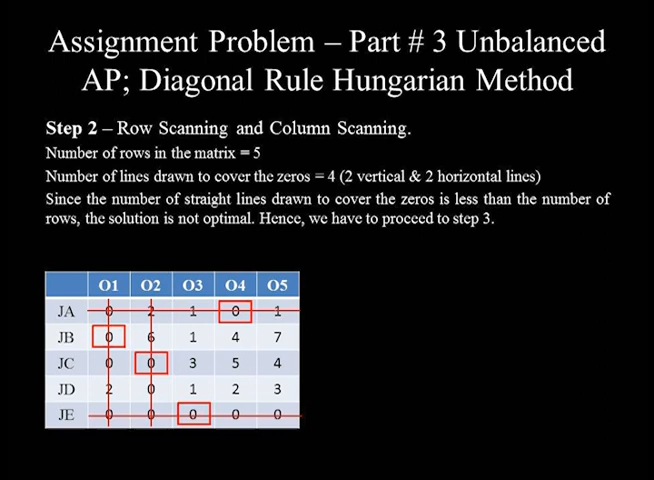 Assignment Problem – Part # 3 Unbalanced
AP; Diagonal Rule Hungarian Method
Step 2 – Row Scanning and Column Scanning.
Number of rows in the matrix = 5
Number of lines drawn to cover the zeros = 4 (2 vertical & 2 horizontal lines)
Since the number of straight lines drawn to cover the zeros is less than the number of
rows, the solution is not optimal. Hence, we have to proceed to step 3.
O1 O2 O3 O4 O5
JA 0 2 1 0 1
JB 0 6 1 4 7
JC 0 0 3 5 4
JD 2 0 1 2 3
JE 0 0 0 0 0